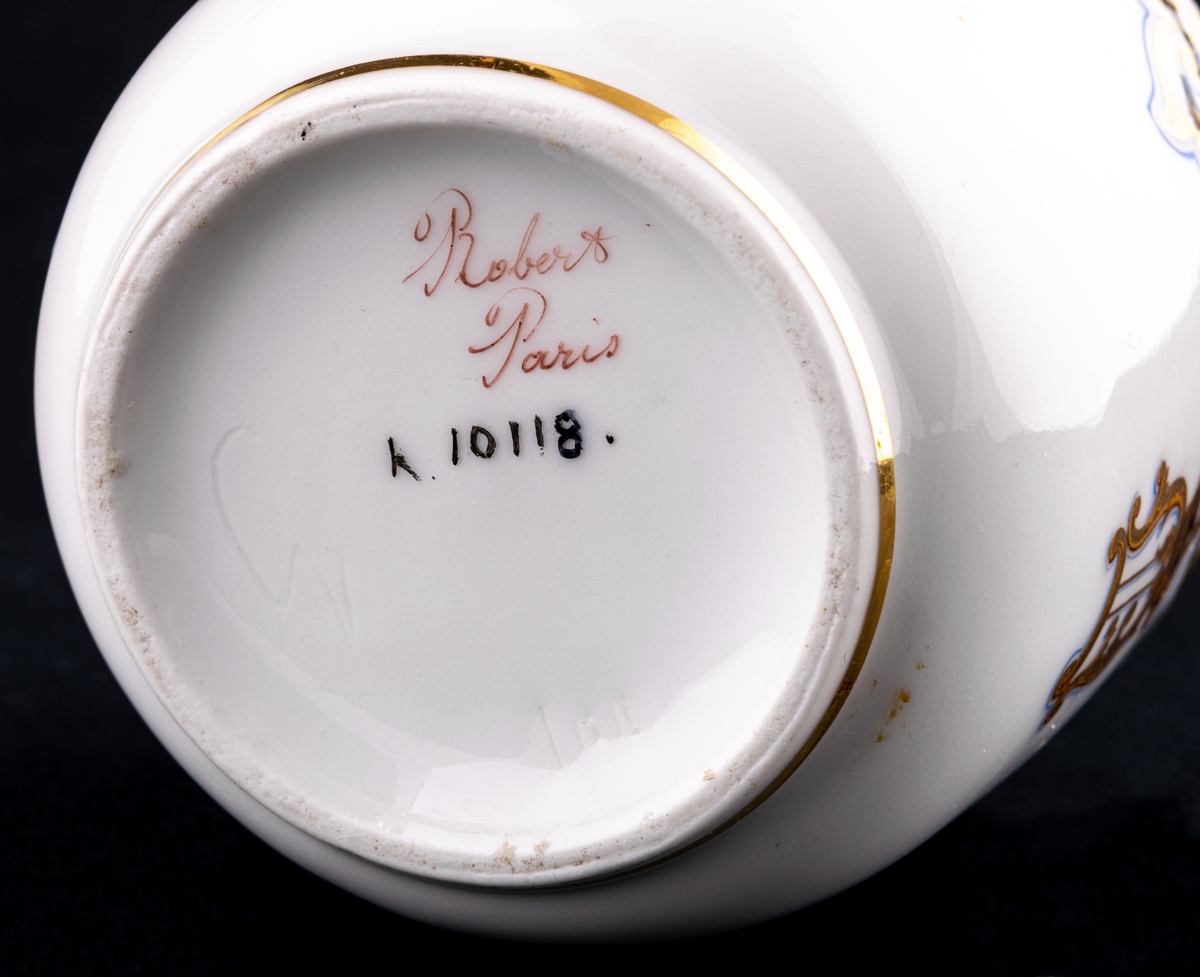 Robert
Paris
k. 10118.